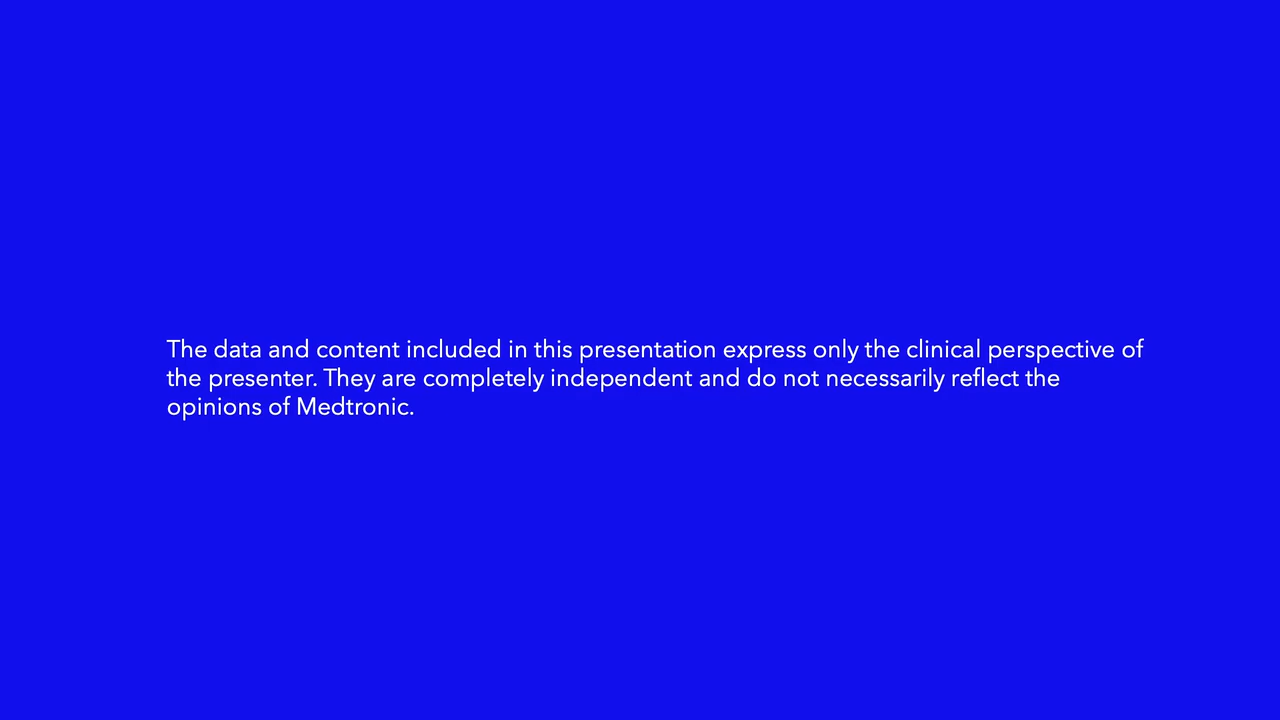 The data and content included in this presentation express only the clinical perspective of
the presenter. They are completely independent and do not necessarily reflect the
opinions of Medtronic.